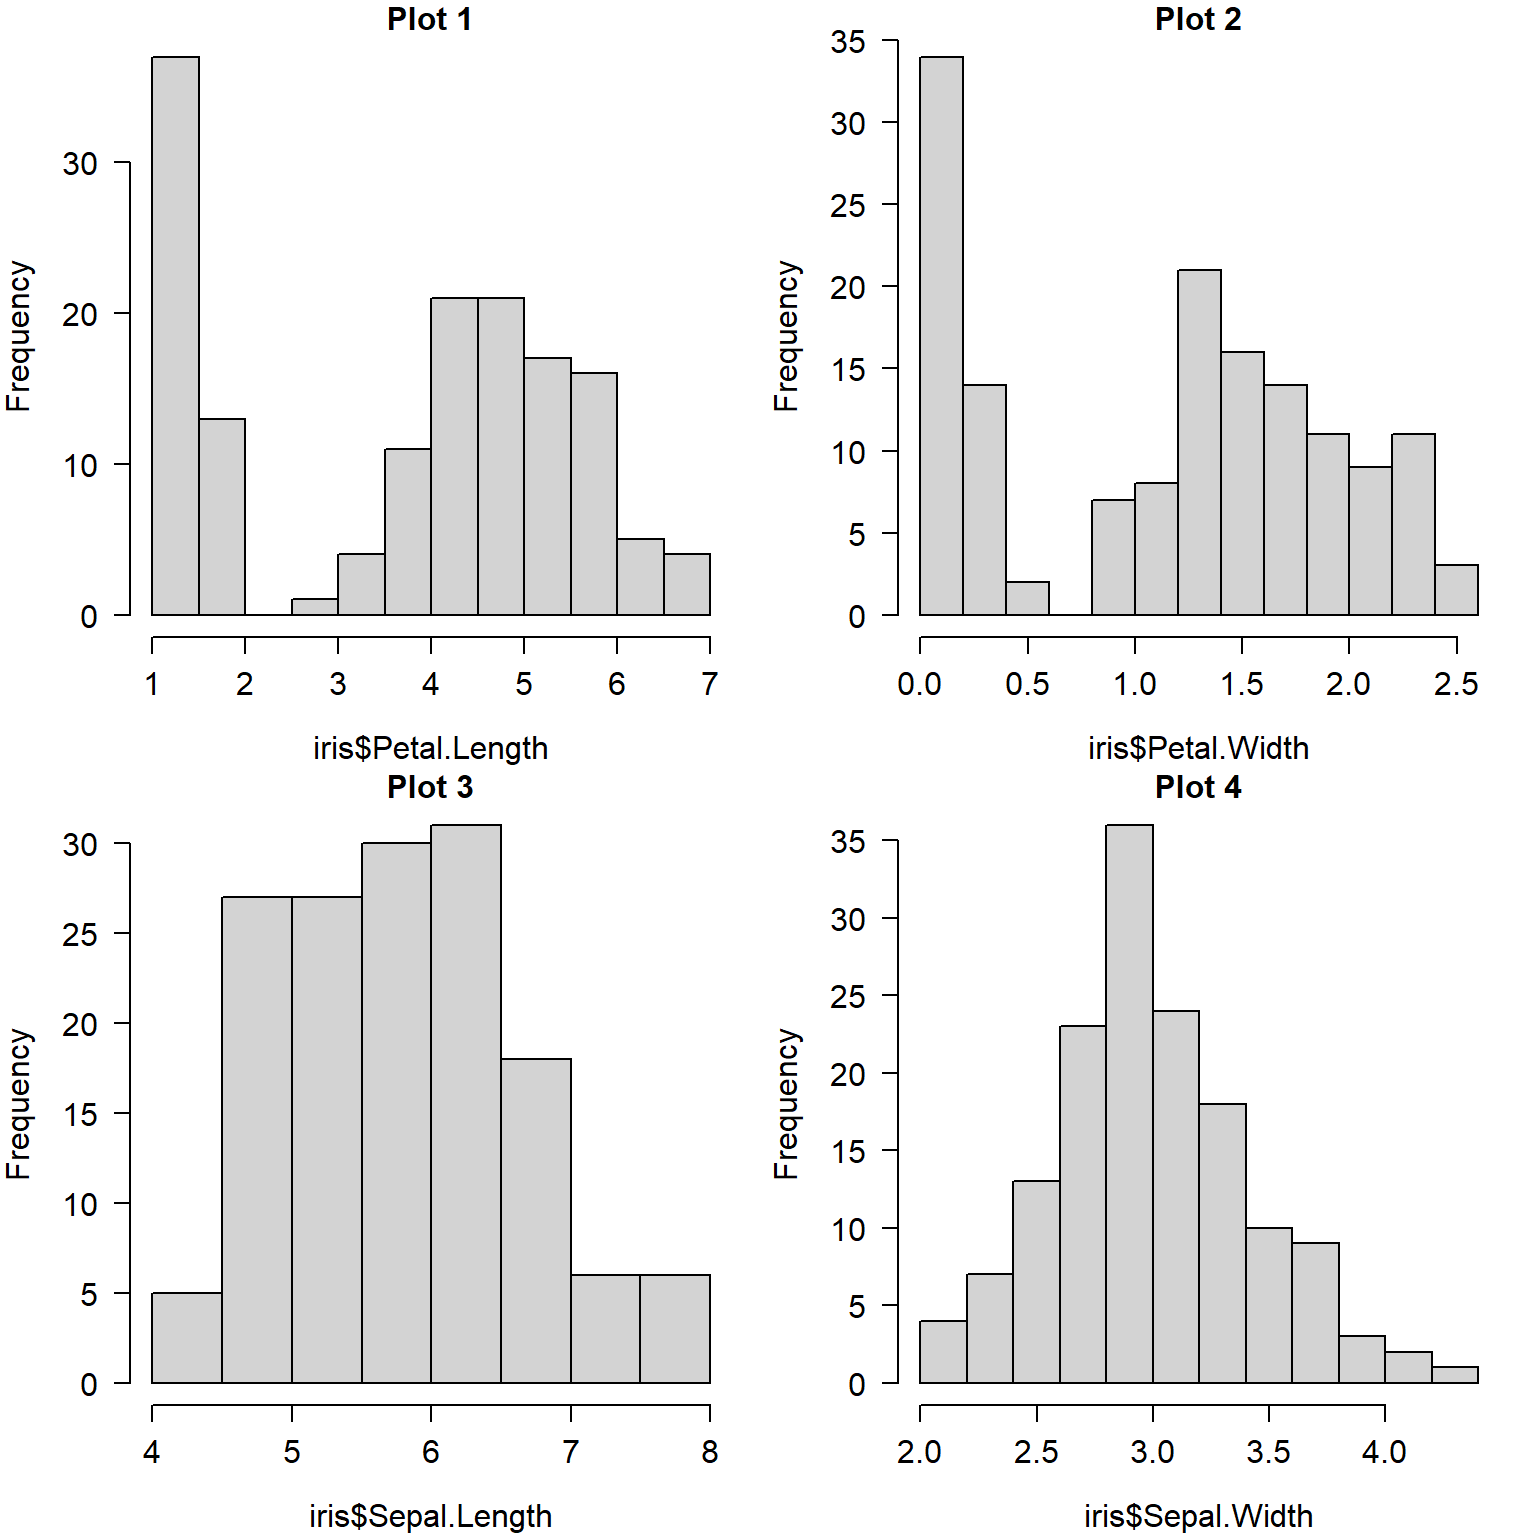 Plot 1
Frequency
30
20
10
0
1 2 3 4 5 6 7
iris$Petal.Length
Plot 2
Frequency
35
30
25
20
15
10
5
0
0.0 0.5 1.0 1.5 2.0 2.5
iris$Petal.Width
Plot 3
Frequency
30
25
20
15
10
5
0
4 5 6 7 8
iris$Sepal.Length
Plot 4
Frequency
35
30
25
20
15
10
5
0
2.0 2.5 3.0 3.5 4.0
iris$Sepal.Width